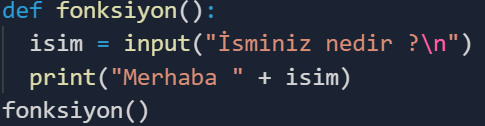 def fonksiyon():
  isim = input("İsminiz nedir ?\n")
  print("Merhaba " + isim)
fonksiyon()